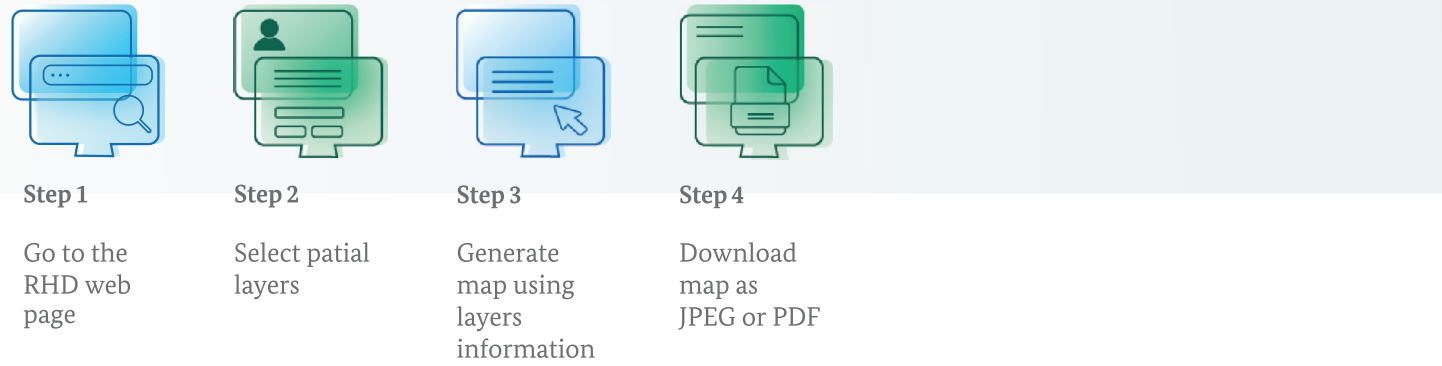 Step 1
Go to the
RHD web
page
Step 2
Select patial
layers
Step 3
Generate
map using
layers
information
Step 4
Download
map as
JPEG or PDF